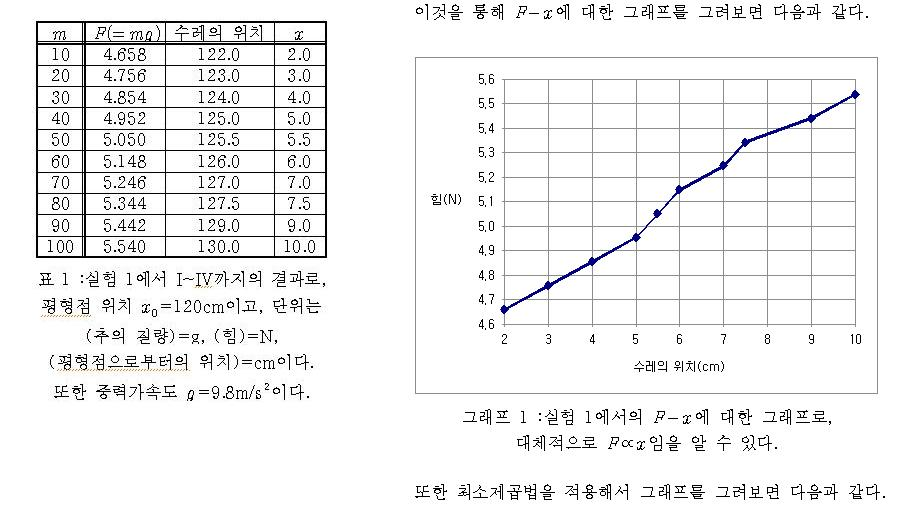 m F(=mg) 수레의 위치 x
10 4.658 122.0 2.0
20 4.756 123.0 3.0
30 4.854 124.0 4.0
40 4.952 125.0 5.0
50 5.050 125.5 5.5
60 5.148 126.0 6.0
70 5.246 127.0 7.0
80 5.344 127.5 7.5
90 5.442 129.0 9.0
100 5.540 130.0 10.0
표 1 :실험 1에서 I~IV까지의 결과로,
평형점 위치 x₀=120cm이고, 단위는
(추의 질량)=g, (힘)=N,
(평형점으로부터의 위치)=cm이다.
또한 중력가속도 g=9.8m/s²이다.
이것을 통해 F-x에 대한 그래프를 그려보면 다음과 같다.
5,6
5,5
5,4
5,3
5,2
5,1
5
4,9
4,8
4,7
4,6
힘(N)
2 3 4 5 6 7 8 9 10
수레의 위치(cm)
그래프 1 :실험 1에서의 F-x에 대한 그래프로,
대체적으로 F∝x임을 알 수 있다.
또한 최소제곱법을 적용해서 그래프를 그려보면 다음과 같다.